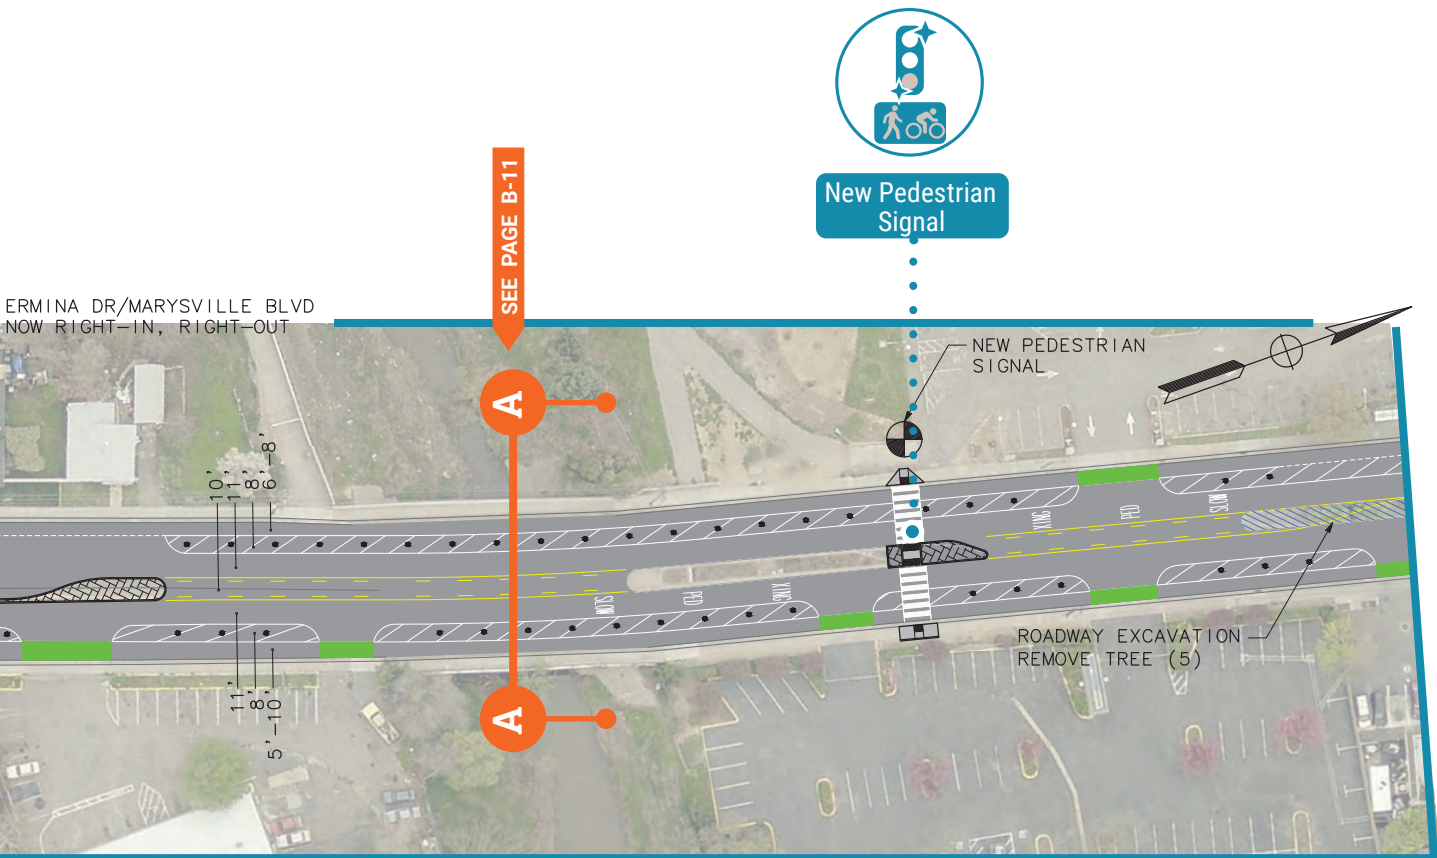 New Pedestrian
Signal
SEE PAGE B-11
ERMINA DR/MARYSVILLE BLVD
NOW RIGHT-IN, RIGHT-OUT
NEW PEDESTRIAN
SIGNAL
A
10'
11'
8'
6'-8'
XING
PED
SLOW
SLOW
PED
XING
ROADWAY EXCAVATION
REMOVE TREE (5)
11'
8'
5'-10'
A